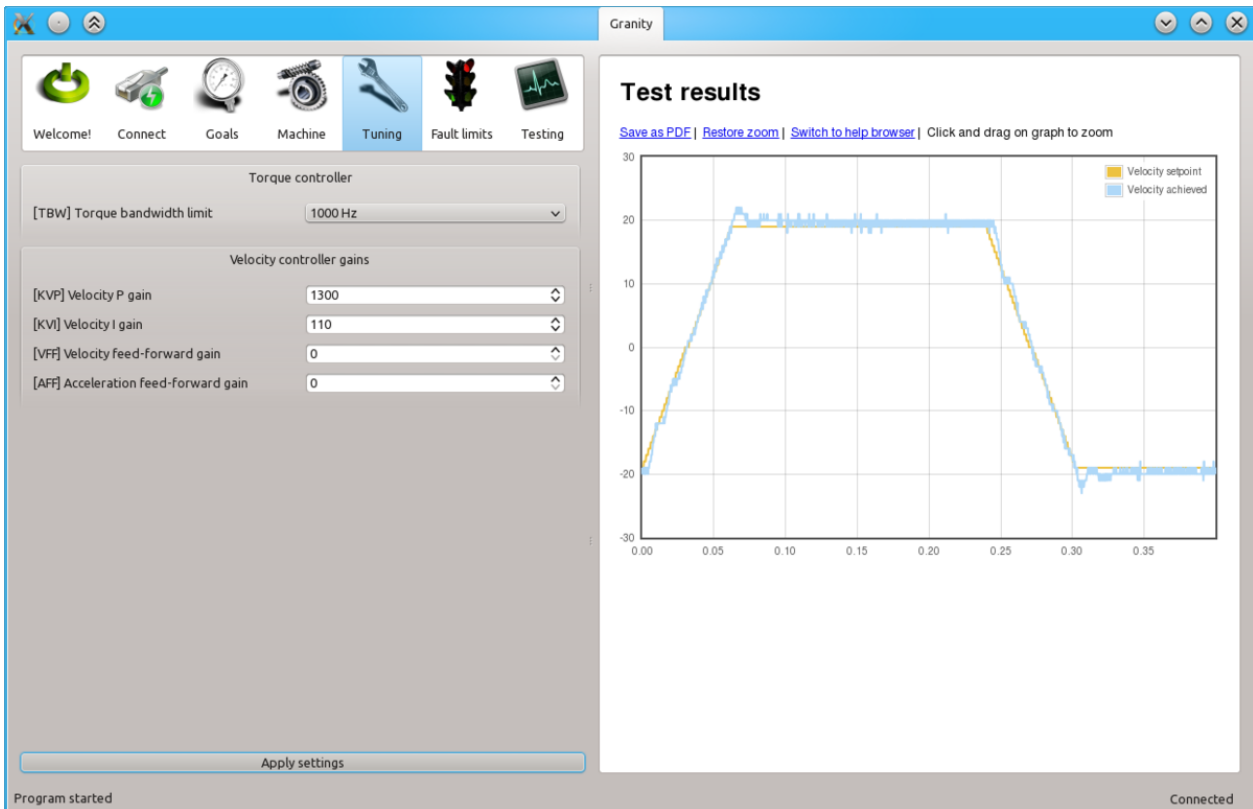 Granity
Welcome! Connect Goals Machine Tuning Fault limits Testing
Torque controller
[TBW] Torque bandwidth limit 1000 Hz
Velocity controller gains
[KVP] Velocity P gain 1300
[KVI] Velocity I gain 110
[VFF] Velocity feed-forward gain 0
[AFF] Acceleration feed-forward gain 0
Apply settings
Test results
Save as PDF | Restore zoom | Switch to help browser | Click and drag on graph to zoom
30
Velocity setpoint
Velocity achieved
20
10
0
-10
-20
-30
0.00 0.05 0.10 0.15 0.20 0.25 0.30 0.35
Program started Connected